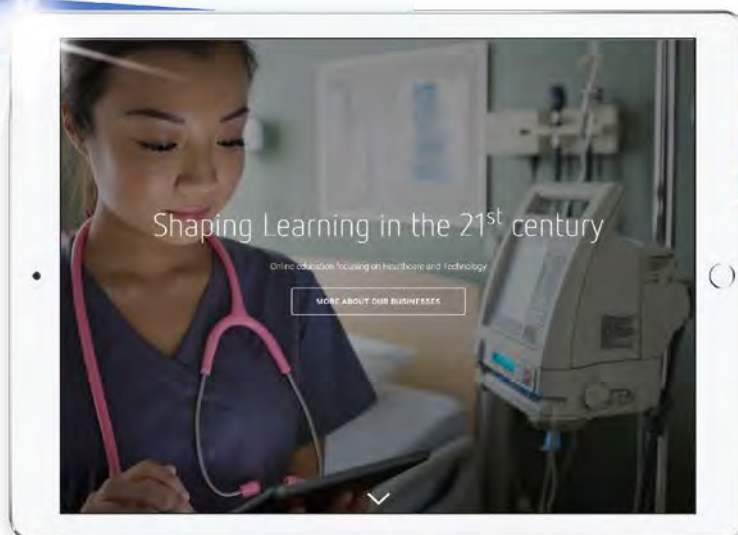 Shaping Learning in the 21st century
Online education focusing on Healthcare and Technology
MORE ABOUT OUR BUSINESSES